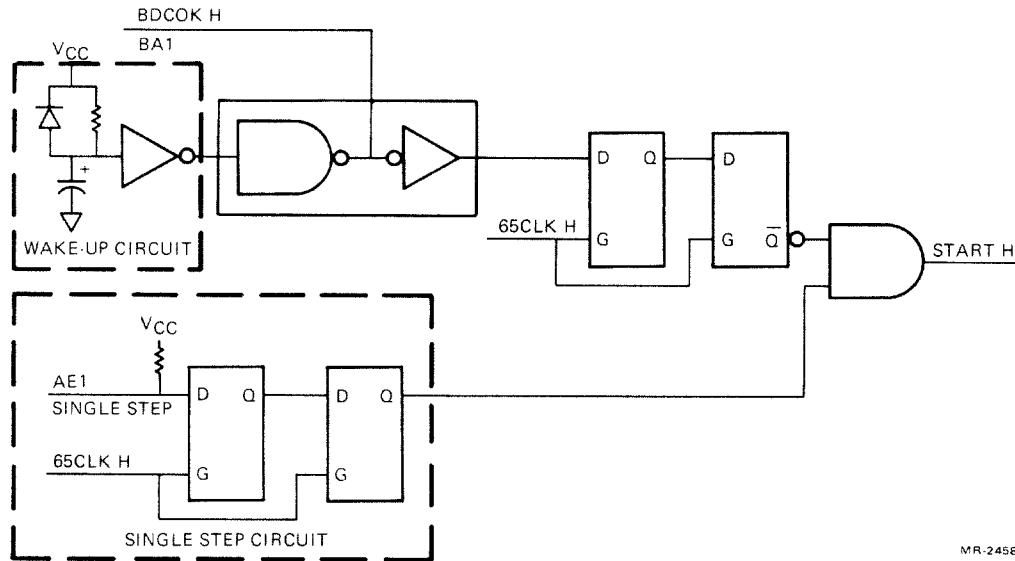 BDCOK H
BA1
VCC
WAKE-UP CIRCUIT
D Q
65CLK H
G
D
G Q̅
START H
VCC
AE1
SINGLE STEP
D Q
65CLK H
G
D Q
G
SINGLE STEP CIRCUIT
MR-2458